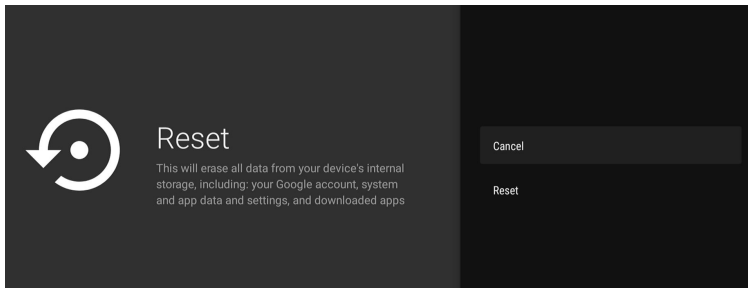 Reset
This will erase all data from your device's internal
storage, including: your Google account, system
and app data and settings, and downloaded apps
Cancel
Reset